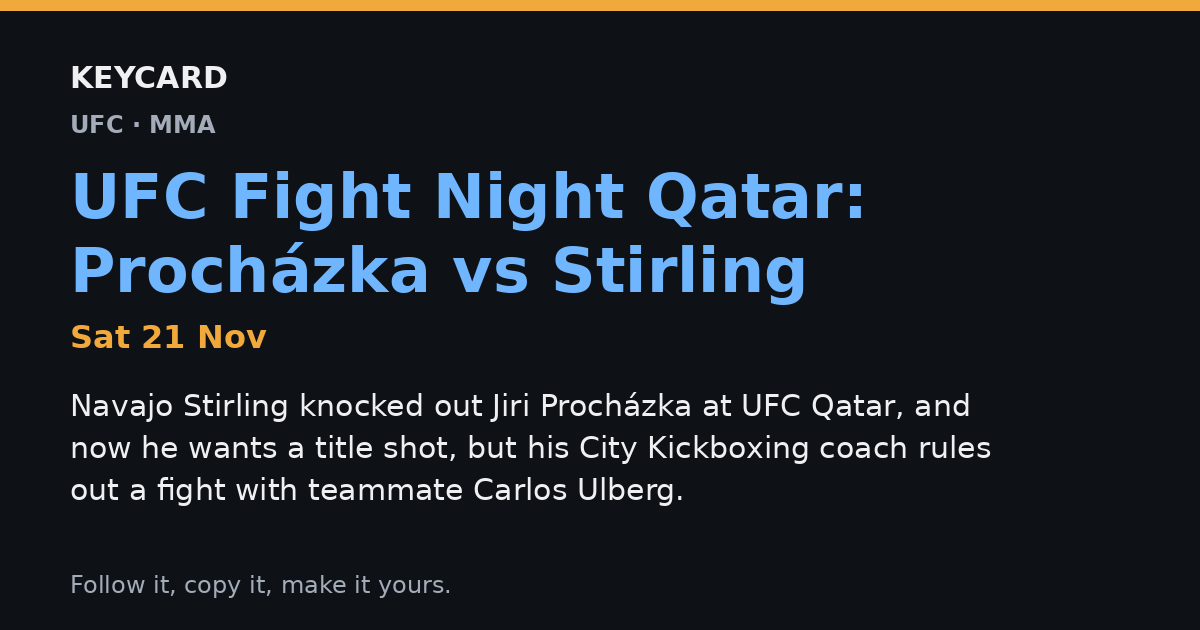 KEYCARD
UFC · MMA
UFC Fight Night Qatar:
Procházka vs Stirling
Sat 21 Nov
Navajo Stirling knocked out Jiri Procházka at UFC Qatar, and
now he wants a title shot, but his City Kickboxing coach rules
out a fight with teammate Carlos Ulberg.
Follow it, copy it, make it yours.